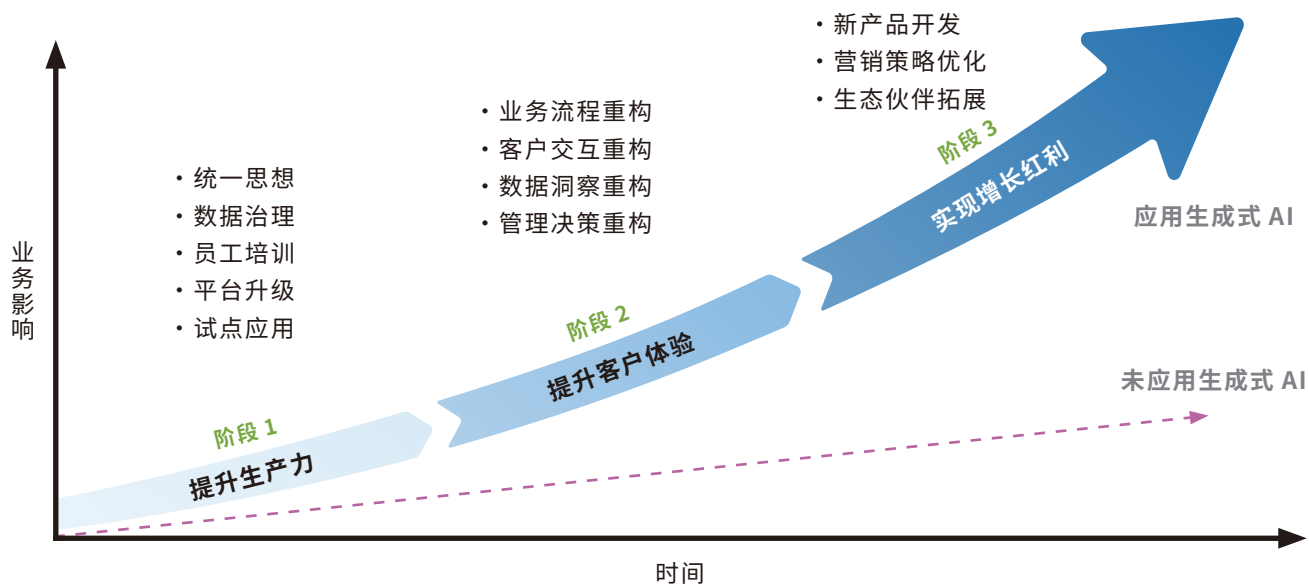 • 新产品开发
• 营销策略优化
• 生态伙伴拓展
阶段 3
实现增长红利
• 业务流程重构
• 客户交互重构
• 数据洞察重构
• 管理决策重构
阶段 2
提升客户体验
• 统一思想
• 数据治理
• 员工培训
• 平台升级
• 试点应用
阶段 1
提升生产力
应用生成式 AI
未应用生成式 AI
业务影响
时间